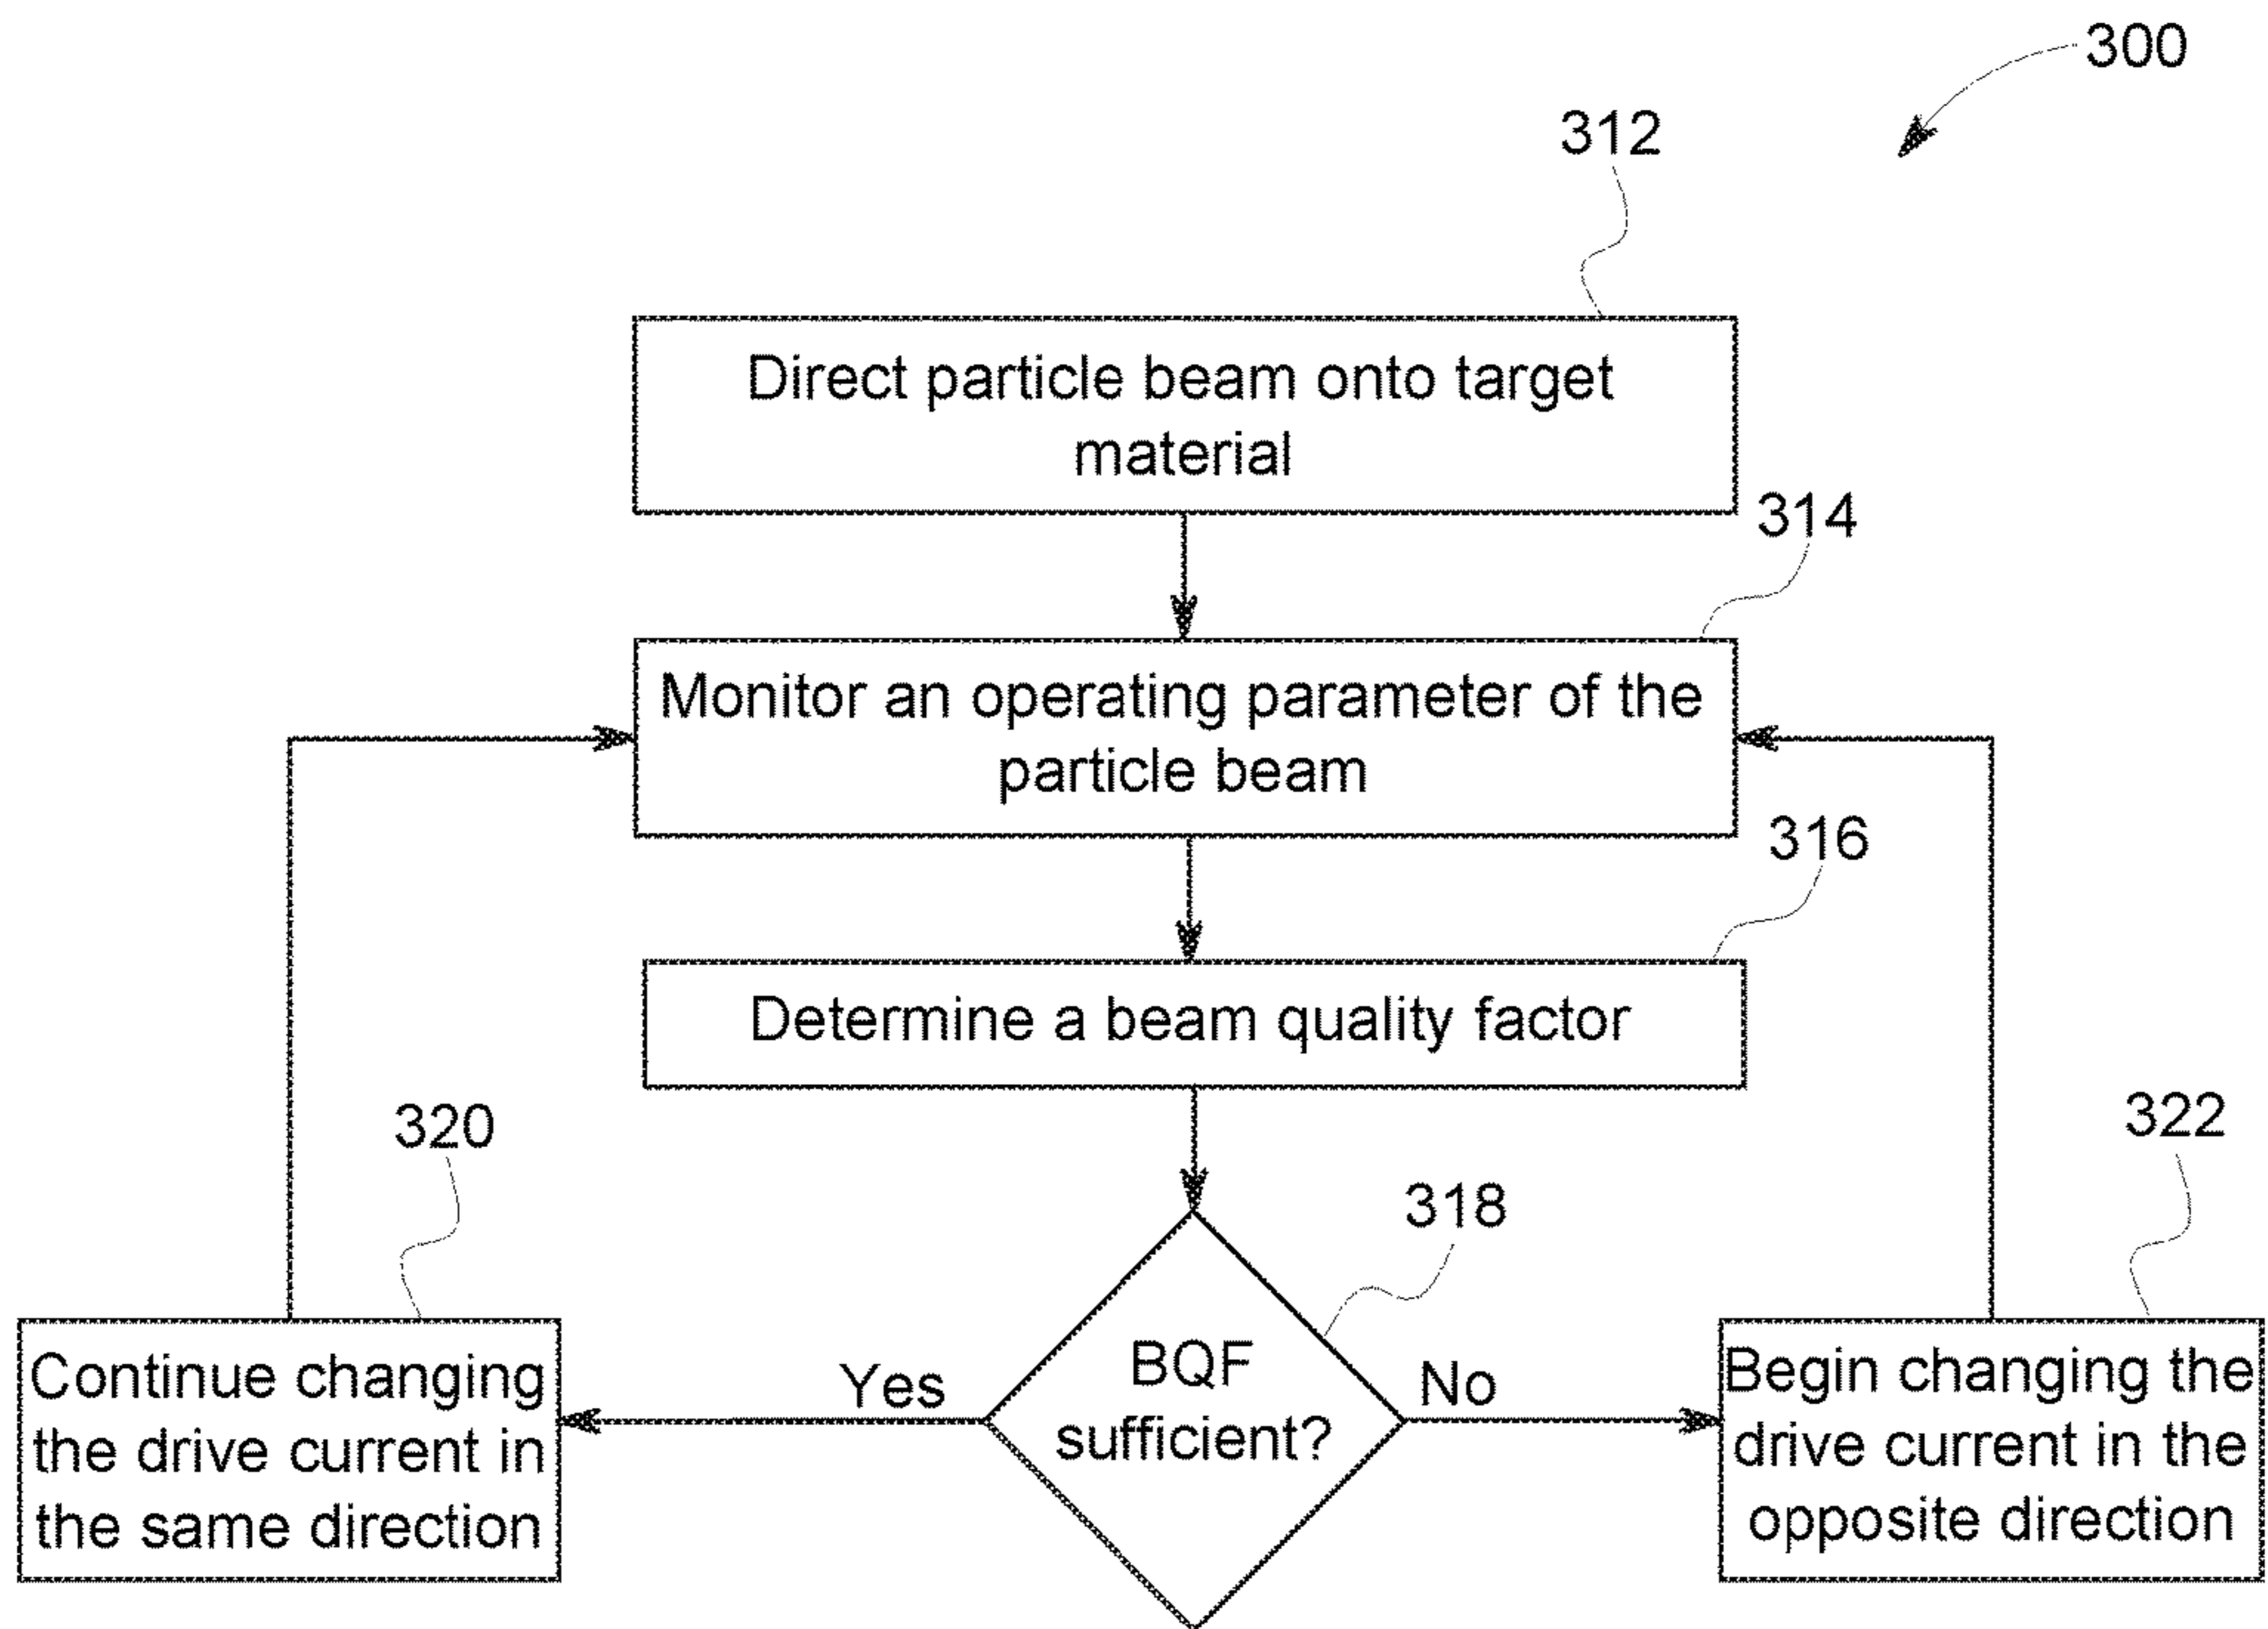 300
312
Direct particle beam onto target
material
314
Monitor an operating parameter of the
particle beam
316
Determine a beam quality factor
320
322
318
Continue changing
the drive current in
the same direction
Yes
BQF
sufficient?
No
Begin changing the
drive current in the
opposite direction